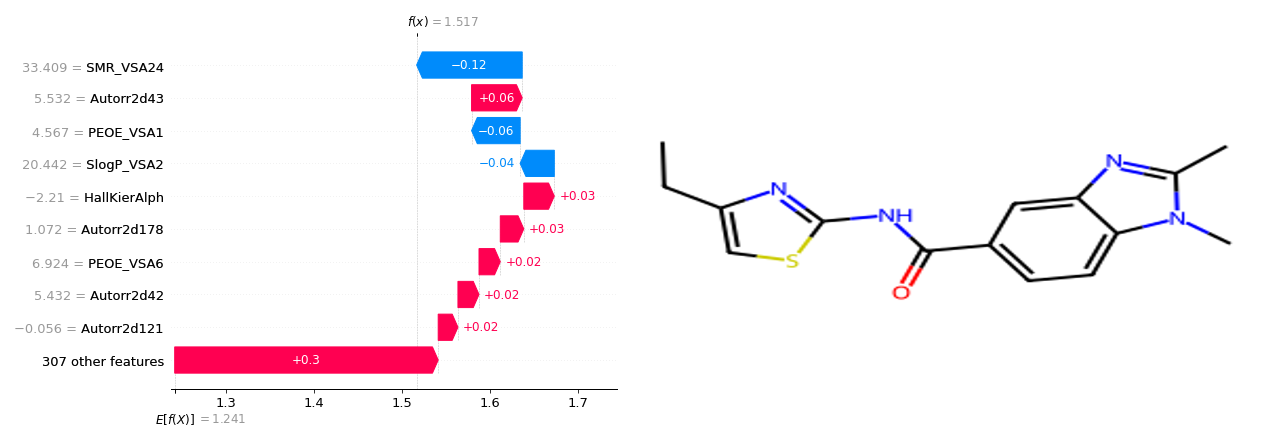 f(x) = 1.517
33.409 = SMR_VSA24
−0.12
5.532 = Autorr2d43
+0.06
4.567 = PEOE_VSA1
−0.06
20.442 = SlogP_VSA2
−0.04
−2.21 = HallKierAlph
+0.03
1.072 = Autorr2d178
+0.03
6.924 = PEOE_VSA6
+0.02
5.432 = Autorr2d42
+0.02
−0.056 = Autorr2d121
+0.02
307 other features
+0.3
1.3 1.4 1.5 1.6 1.7
E[f(X)] = 1.241
N
S
NH
O
N
N